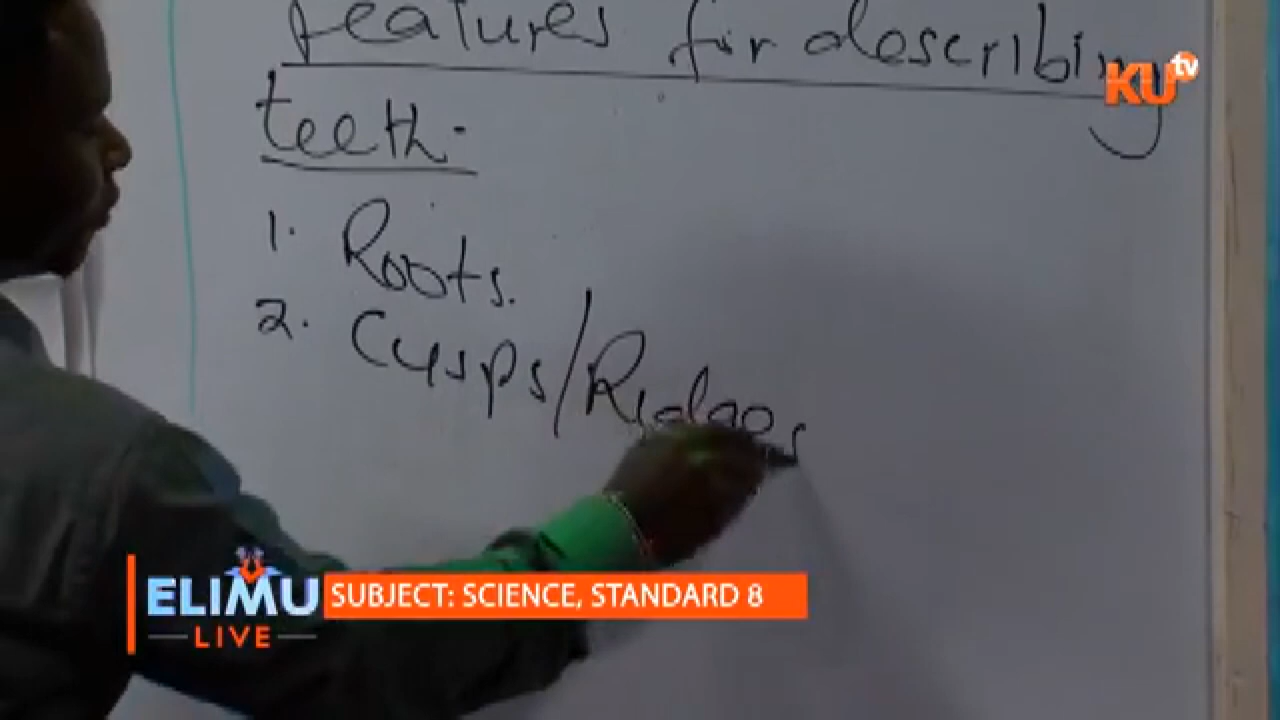 features for describing
teeth.
1. Roots.
2. Cusps/Ridges
KU tv
ELIMU
LIVE
SUBJECT: SCIENCE, STANDARD 8